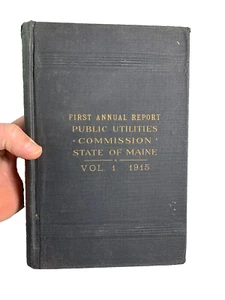 FIRST ANNUAL REPORT
PUBLIC UTILITIES
· COMMISSION ·
STATE OF MAINE
VOL. 1 1915